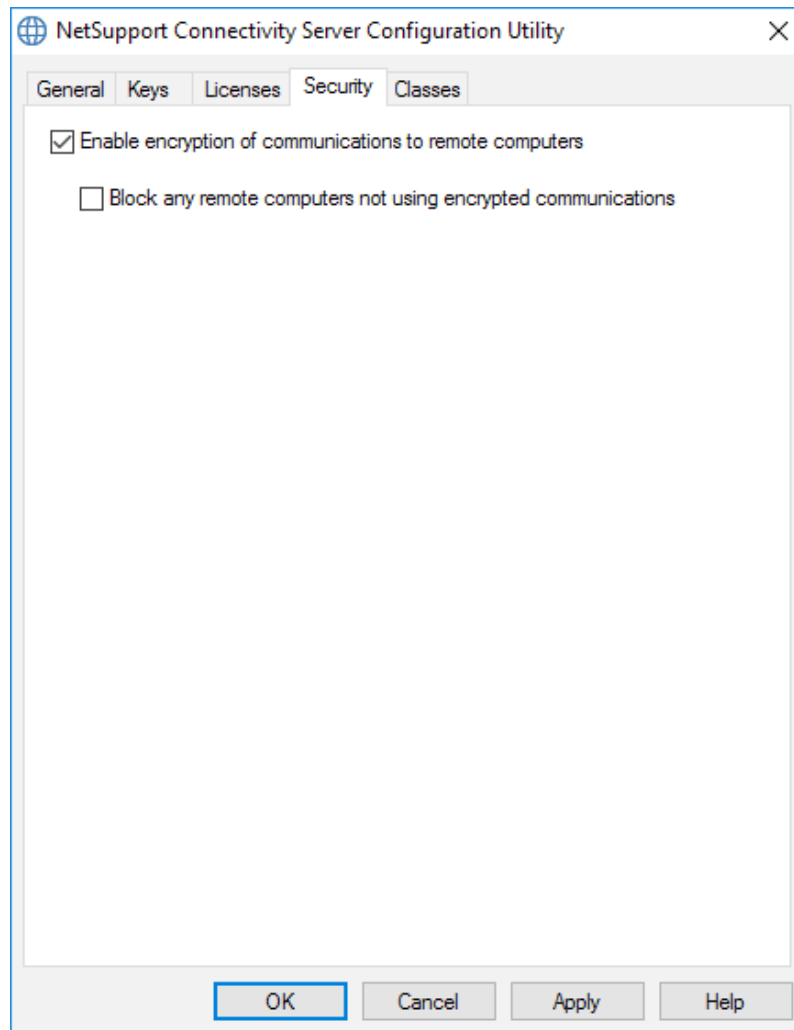 NetSupport Connectivity Server Configuration Utility
General Keys Licenses Security Classes
Enable encryption of communications to remote computers
Block any remote computers not using encrypted communications
OK Cancel Apply Help